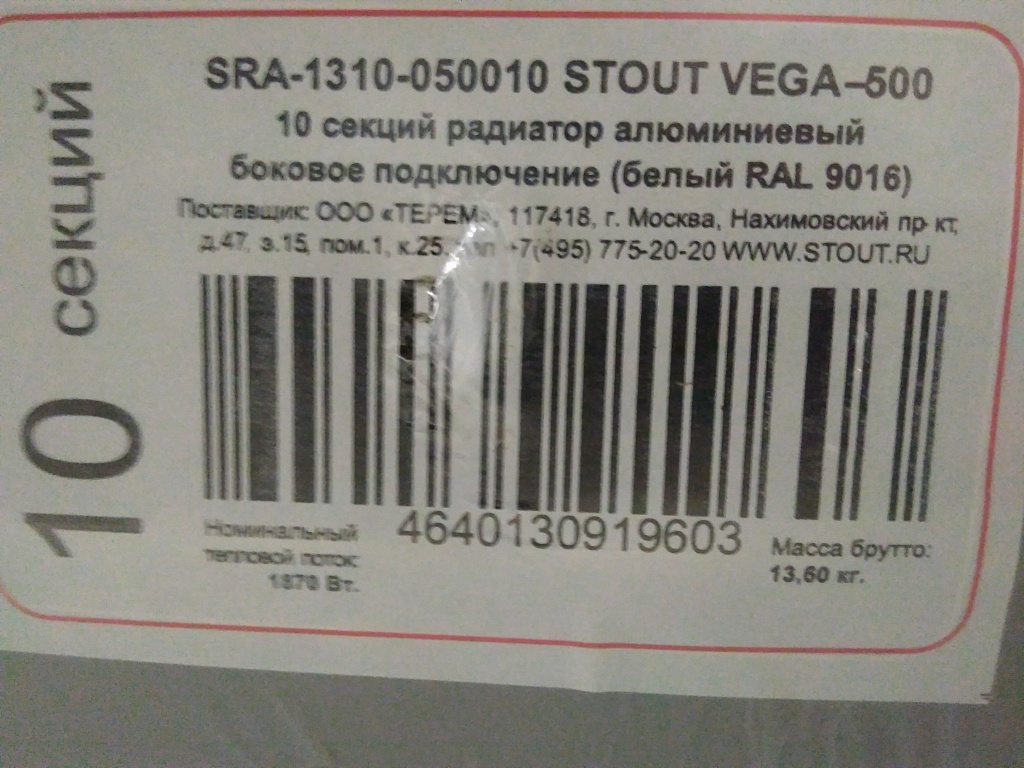 10 секций
SRA-1310-050010 STOUT VEGA–500
10 секций радиатор алюминиевый
боковое подключение (белый RAL 9016)
Поставщик: ООО «ТЕРЕМ», 117418, г. Москва, Нахимовский пр-кт,
д.47, э.15, пом.1, к.25. +7(495) 775-20-20 WWW.STOUT.RU
4640130919603
Номинальный
тепловой поток:
1870 Вт.
Масса брутто:
13,60 кг.